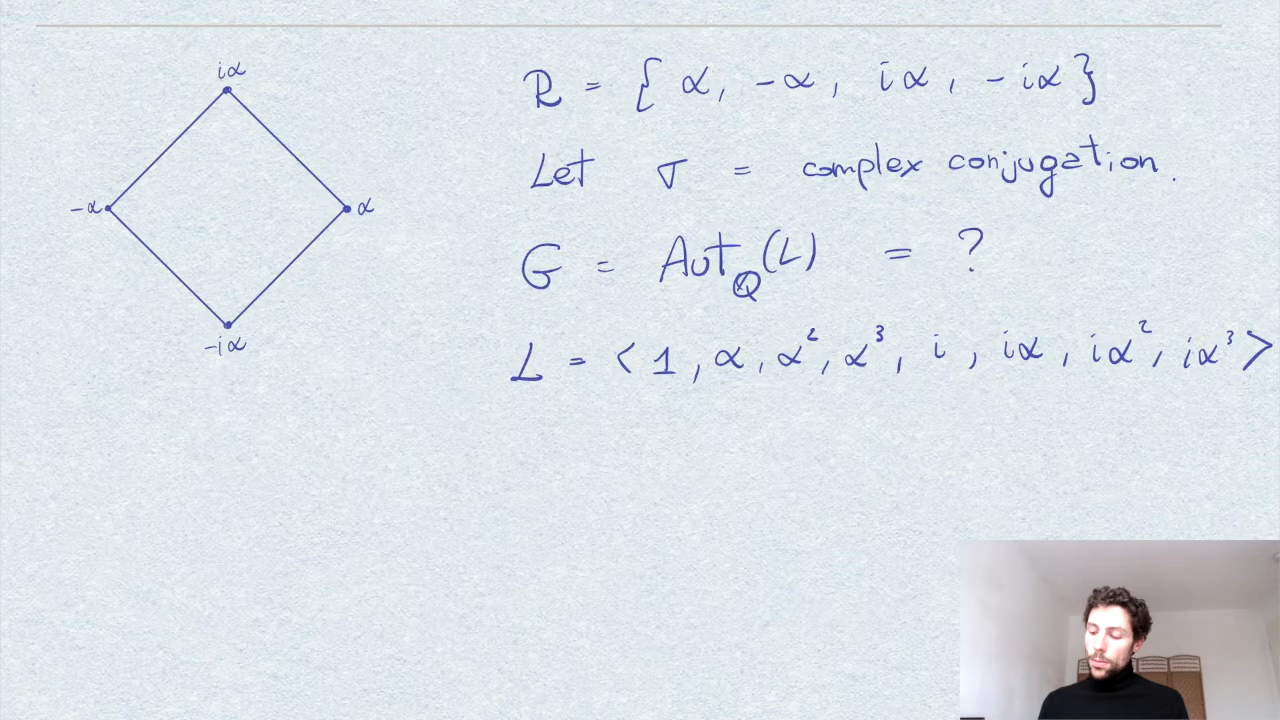 iα
-α
α
-iα
R = { α, -α, iα, -iα }
Let σ = complex conjugation.
G = Aut_ℚ(L) = ?
L = < 1, α, α², α³, i, iα, iα², iα³ >